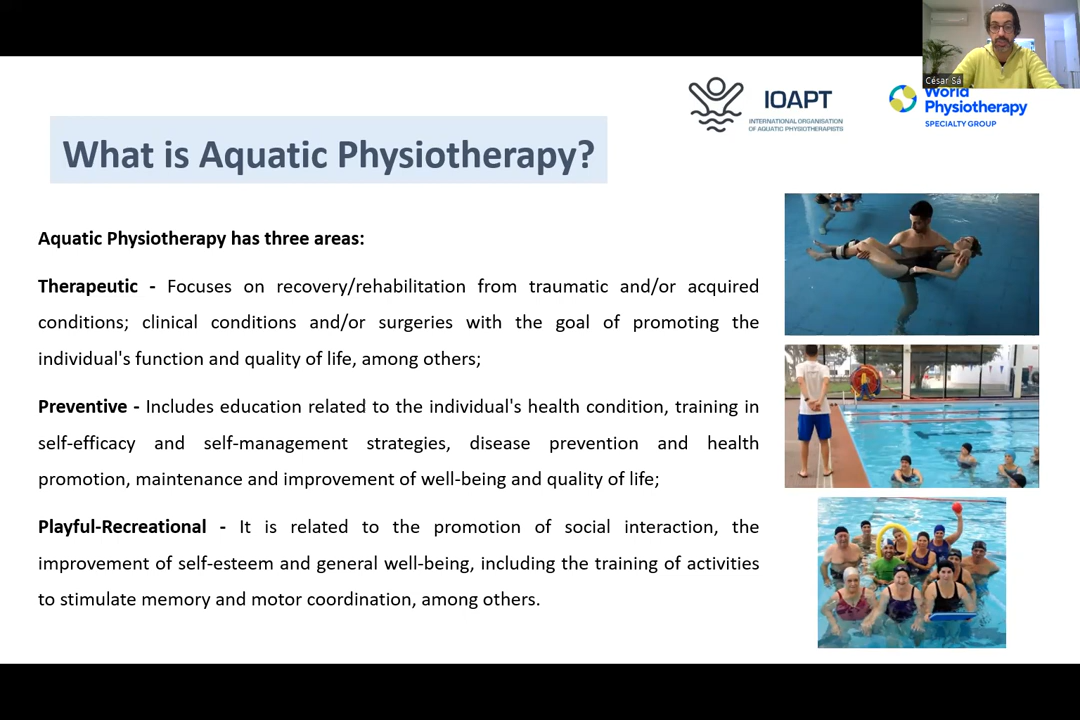 César Sá
IOAPT
INTERNATIONAL ORGANISATION
OF AQUATIC PHYSIOTHERAPISTS
World
Physiotherapy
SPECIALTY GROUP
What is Aquatic Physiotherapy?
Aquatic Physiotherapy has three areas:
Therapeutic - Focuses on recovery/rehabilitation from traumatic and/or acquired
conditions; clinical conditions and/or surgeries with the goal of promoting the
individual's function and quality of life, among others;
Preventive - Includes education related to the individual's health condition, training in
self-efficacy and self-management strategies, disease prevention and health
promotion, maintenance and improvement of well-being and quality of life;
Playful-Recreational - It is related to the promotion of social interaction, the
improvement of self-esteem and general well-being, including the training of activities
to stimulate memory and motor coordination, among others.